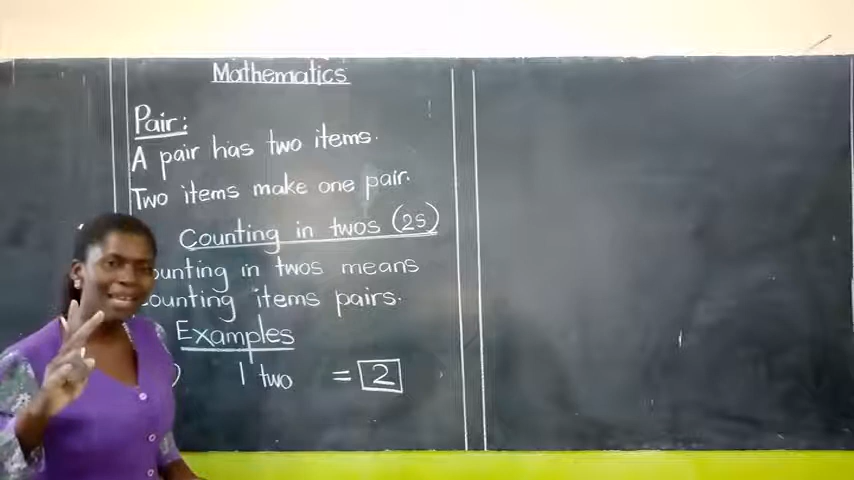 Mathematics
Pair:
A pair has two items.
Two items make one pair.
Counting in twos (2s)
ounting in twos means
counting items pairs.
Examples
) 1 two = 2